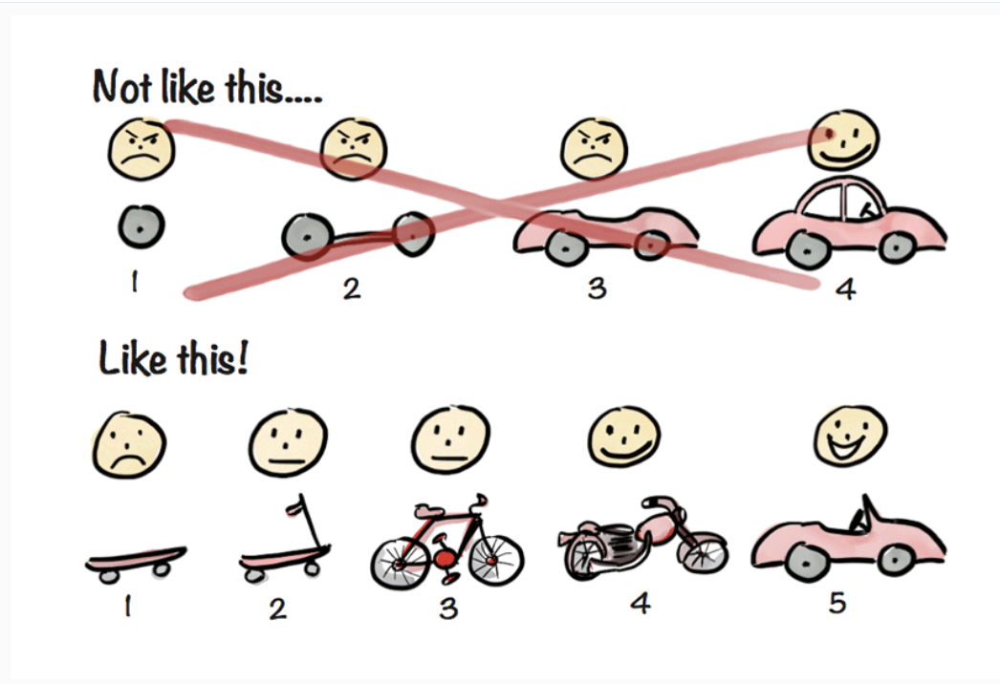 Not like this....
1 2 3 4
Like this!
1 2 3 4 5